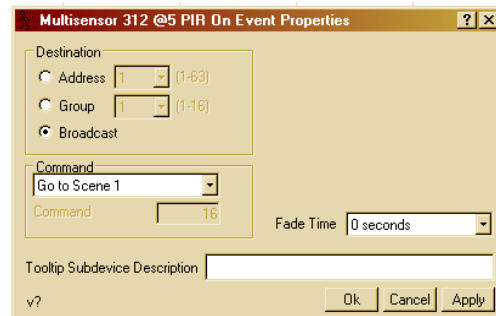 Multisensor 312 @5 PIR On Event Properties
Destination
Address 1 (1-63)
Group 1 (1-16)
Broadcast
Command
Go to Scene 1
Command 16
Fade Time 0 seconds
Tooltip Subdevice Description
v? Ok Cancel Apply